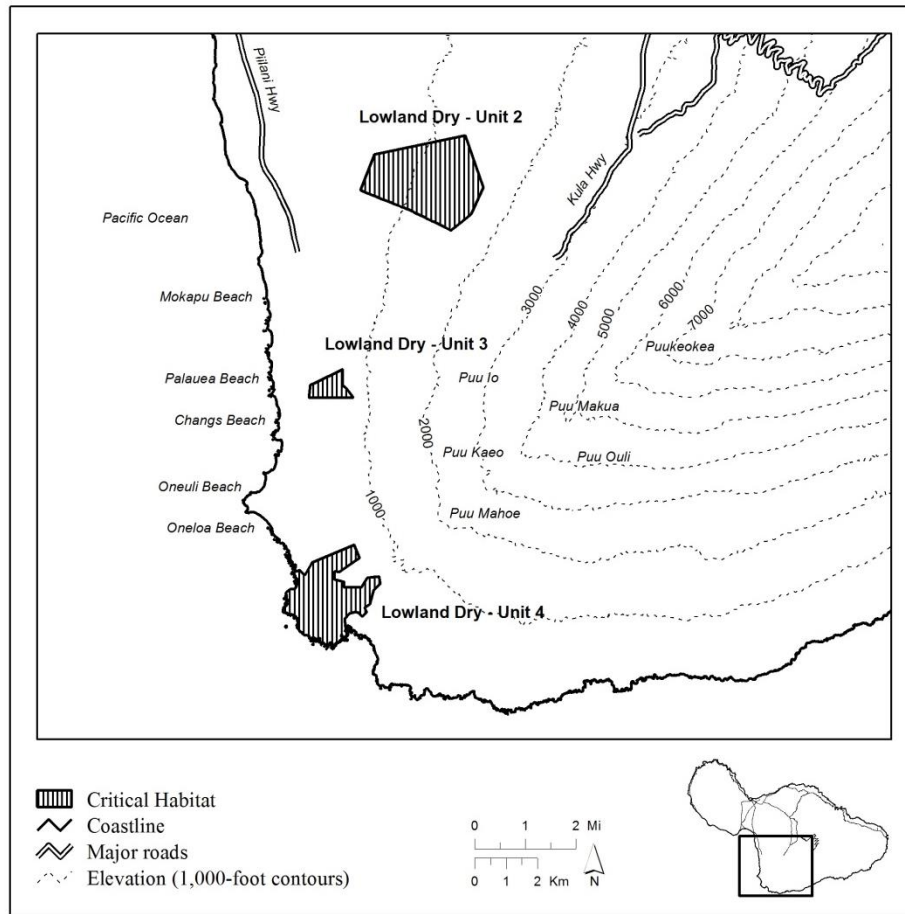 Piilani Hwy
Lowland Dry - Unit 2
Kula Hwy
Pacific Ocean
Mokapu Beach
3000
4000
5000
6000
7000
Lowland Dry - Unit 3
Puukeokea
Palauea Beach
Puu Io
Changs Beach
Puu Makua
2000
Puu Kaeo
Puu Ouli
Oneuli Beach
1000
Puu Mahoe
Oneloa Beach
Lowland Dry - Unit 4
Critical Habitat
Coastline
Major roads
Elevation (1,000-foot contours)
0 1 2 Mi
0 1 2 Km
N